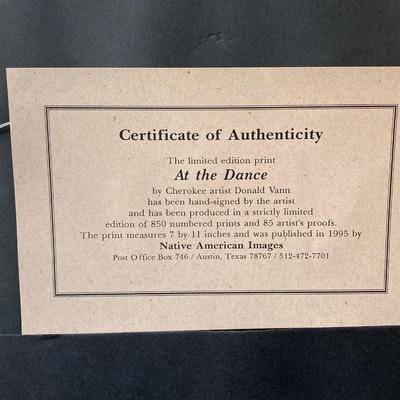 Certificate of Authenticity
The limited edition print
At the Dance
by Cherokee artist Donald Vann
has been hand-signed by the artist
and has been produced in a strictly limited
edition of 850 numbered prints and 85 artist's proofs.
The print measures 7 by 11 inches and was published in 1995 by
Native American Images
Post Office Box 746 / Austin, Texas 78767 / 512-472-7701